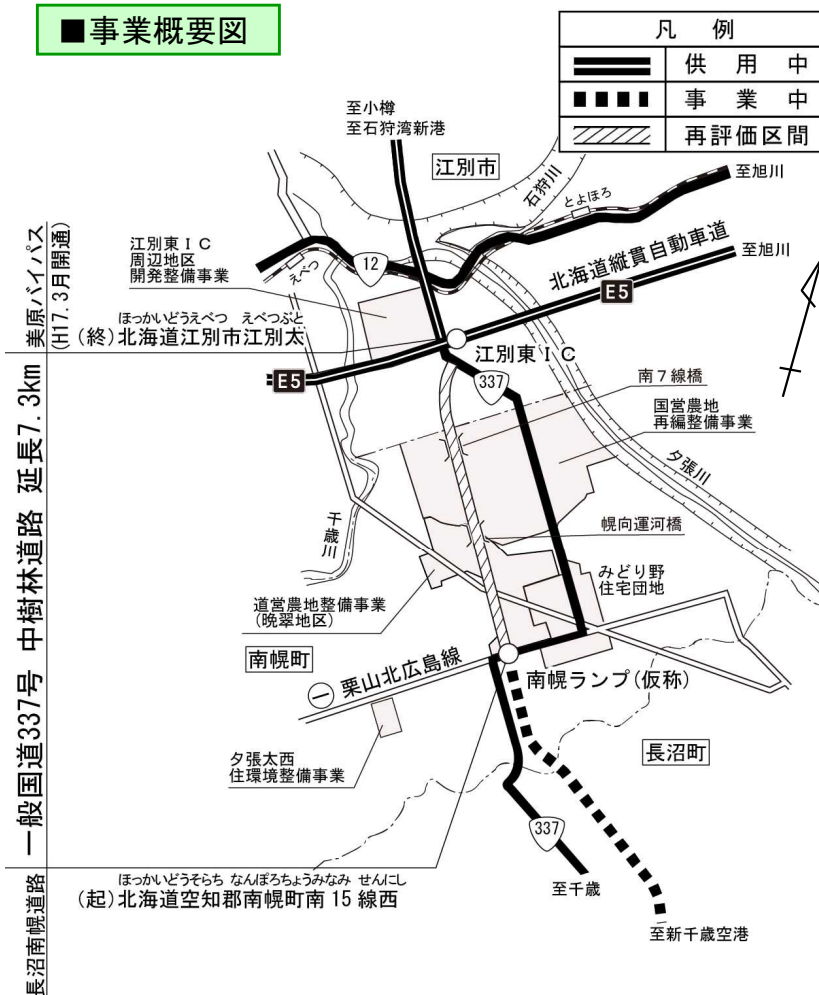 ■事業概要図
凡 例
供 用 中
事 業 中
再評価区間
至小樽
至石狩湾新港
江別市
石狩川
とよほろ
至旭川
江別東IC
周辺地区
開発整備事業
えべつ
12
北海道縦貫自動車道
至旭川
E5
美原バイパス
(H17.3月開通)
ほっかいどうえべつ えべつぶと
(終)北海道江別市江別太
江別東IC
E5
337
南7線橋
国営農地
再編整備事業
夕張川
千歳川
幌向運河橋
みどり野
住宅団地
道営農地整備事業
(晩翠地区)
一般国道337号 中樹林道路 延長7.3km
南幌町
栗山北広島線
南幌ランプ(仮称)
夕張太西
住環境整備事業
長沼町
337
ほっかいどうそらち なんぽろちょうみなみ せんにし
(起)北海道空知郡南幌町南15線西
至千歳
至新千歳空港
長沼南幌道路